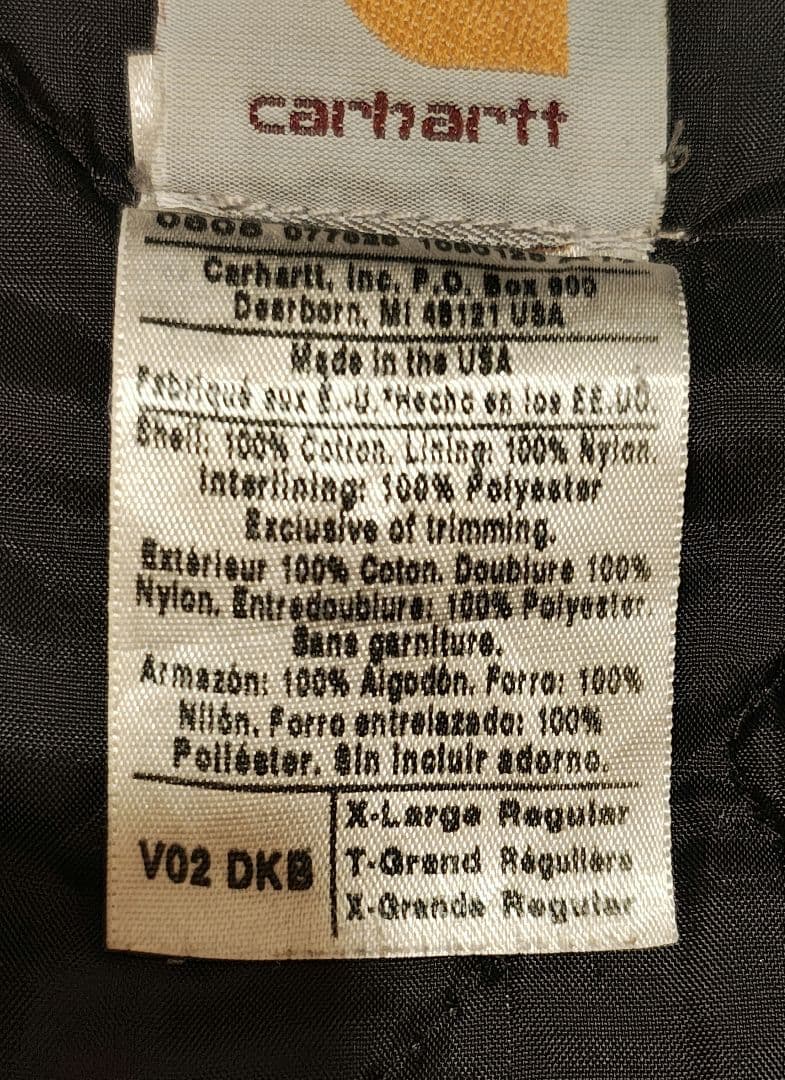 carhartt
0806
Carhartt, Inc. P.O. Box 600
Dearborn, MI 48121 USA
Made in the USA
Fabriqué aux É.-U.*Hecho en los EE.UU.
Shell: 100% Cotton. Lining: 100% Nylon.
Interlining: 100% Polyester
Exclusive of trimming.
Extérieur 100% Coton. Doublure 100%
Nylon. Entredoublure: 100% Polyester.
Sans garniture.
Armazón: 100% Algodón. Forro: 100%
Nilón. Forro entrelazado: 100%
Poliéster. Sin incluir adorno.
V02 DKB
X-Large Regular
T-Grand Régulière
X-Grande Regular